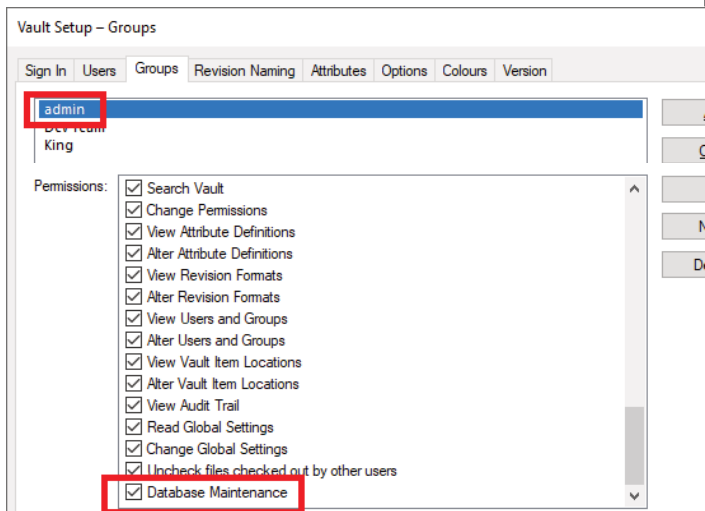 Vault Setup – Groups
Sign In Users Groups Revision Naming Attributes Options Colours Version
admin
Dev Team
King
Permissions:
Search Vault
Change Permissions
View Attribute Definitions
Alter Attribute Definitions
View Revision Formats
Alter Revision Formats
View Users and Groups
Alter Users and Groups
View Vault Item Locations
Alter Vault Item Locations
View Audit Trail
Read Global Settings
Change Global Settings
Uncheck files checked out by other users
Database Maintenance